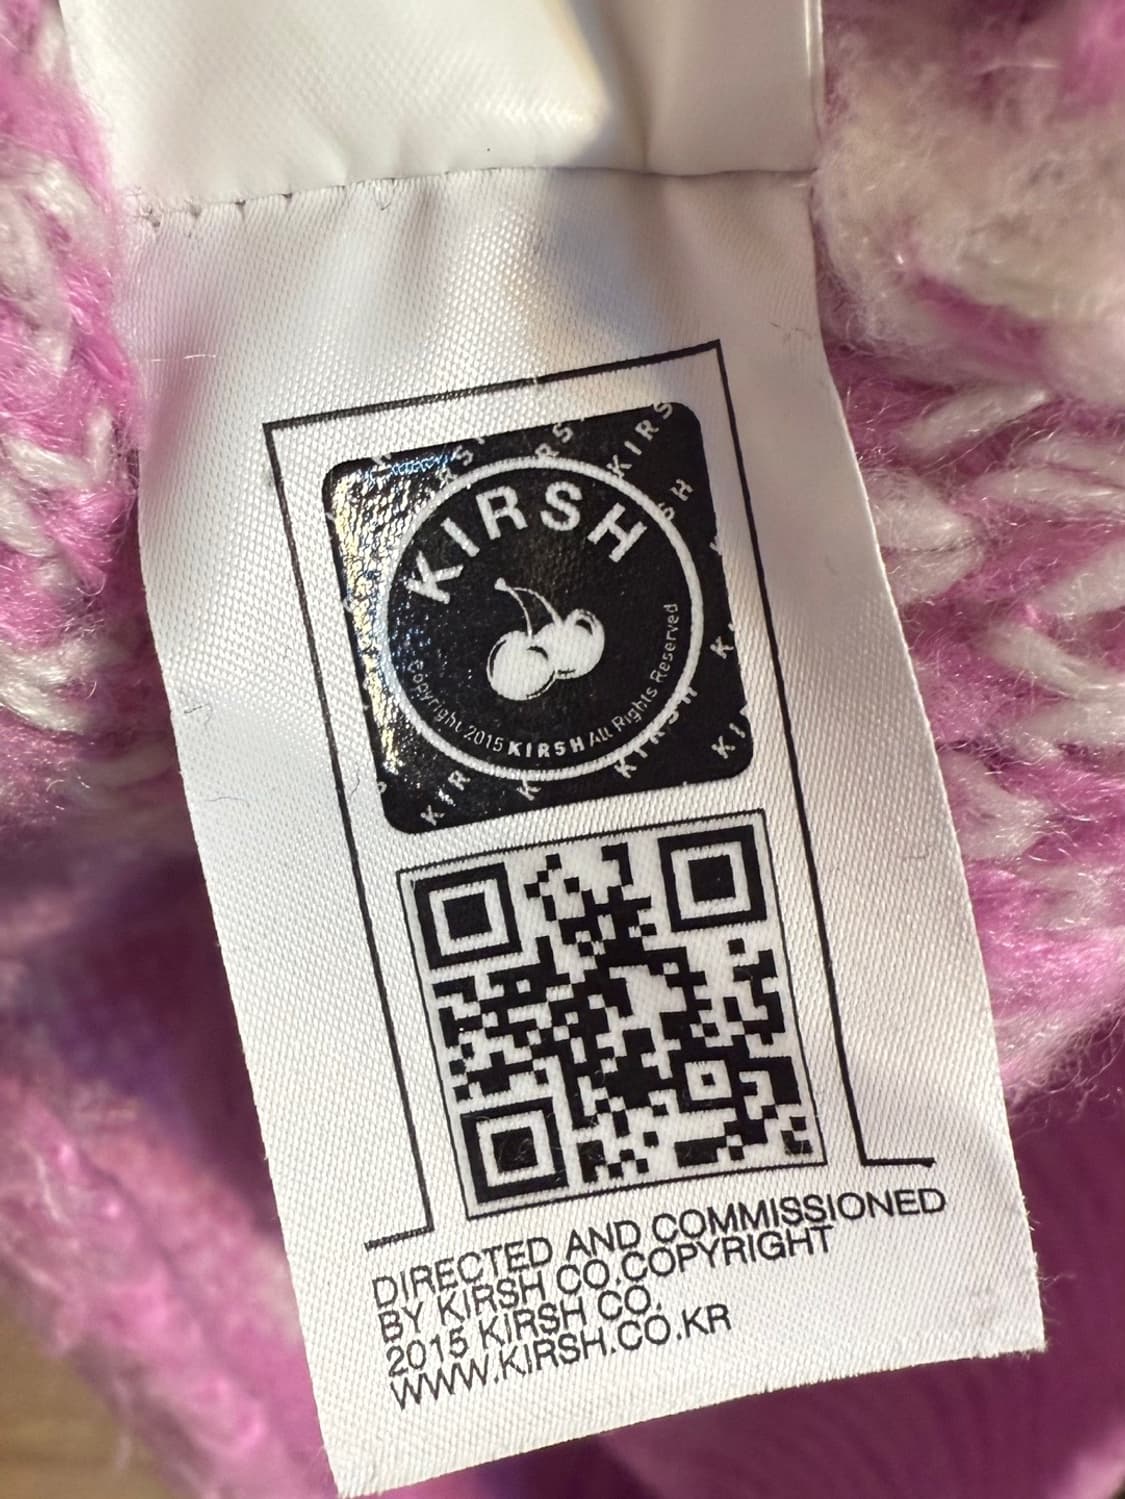 KIRSH
Copyright 2015 KIRSH All Rights Reserved
DIRECTED AND COMMISSIONED
BY KIRSH CO.COPYRIGHT
2015 KIRSH CO.
WWW.KIRSH.CO.KR